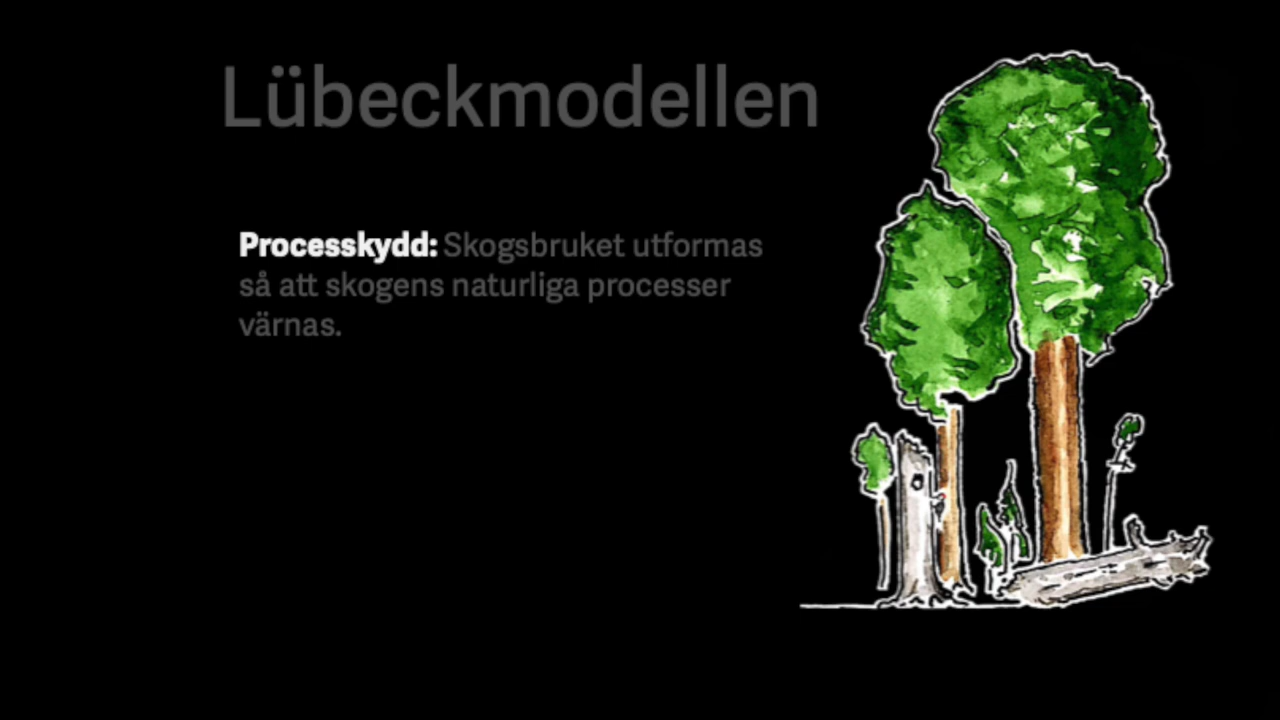 Lübeckmodellen
Processkydd: Skogsbruket utformas
så att skogens naturliga processer
värnas.